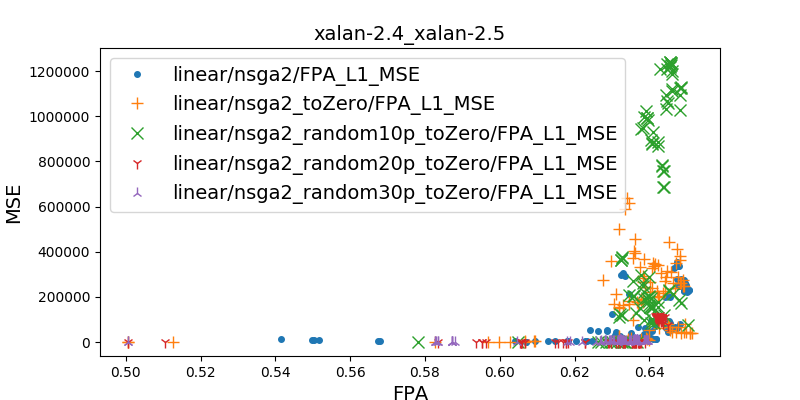 xalan-2.4_xalan-2.5
1200000
1000000
800000
600000
400000
200000
0
MSE
linear/nsga2/FPA_L1_MSE
linear/nsga2_toZero/FPA_L1_MSE
linear/nsga2_random10p_toZero/FPA_L1_MSE
linear/nsga2_random20p_toZero/FPA_L1_MSE
linear/nsga2_random30p_toZero/FPA_L1_MSE
0.50 0.52 0.54 0.56 0.58 0.60 0.62 0.64
FPA